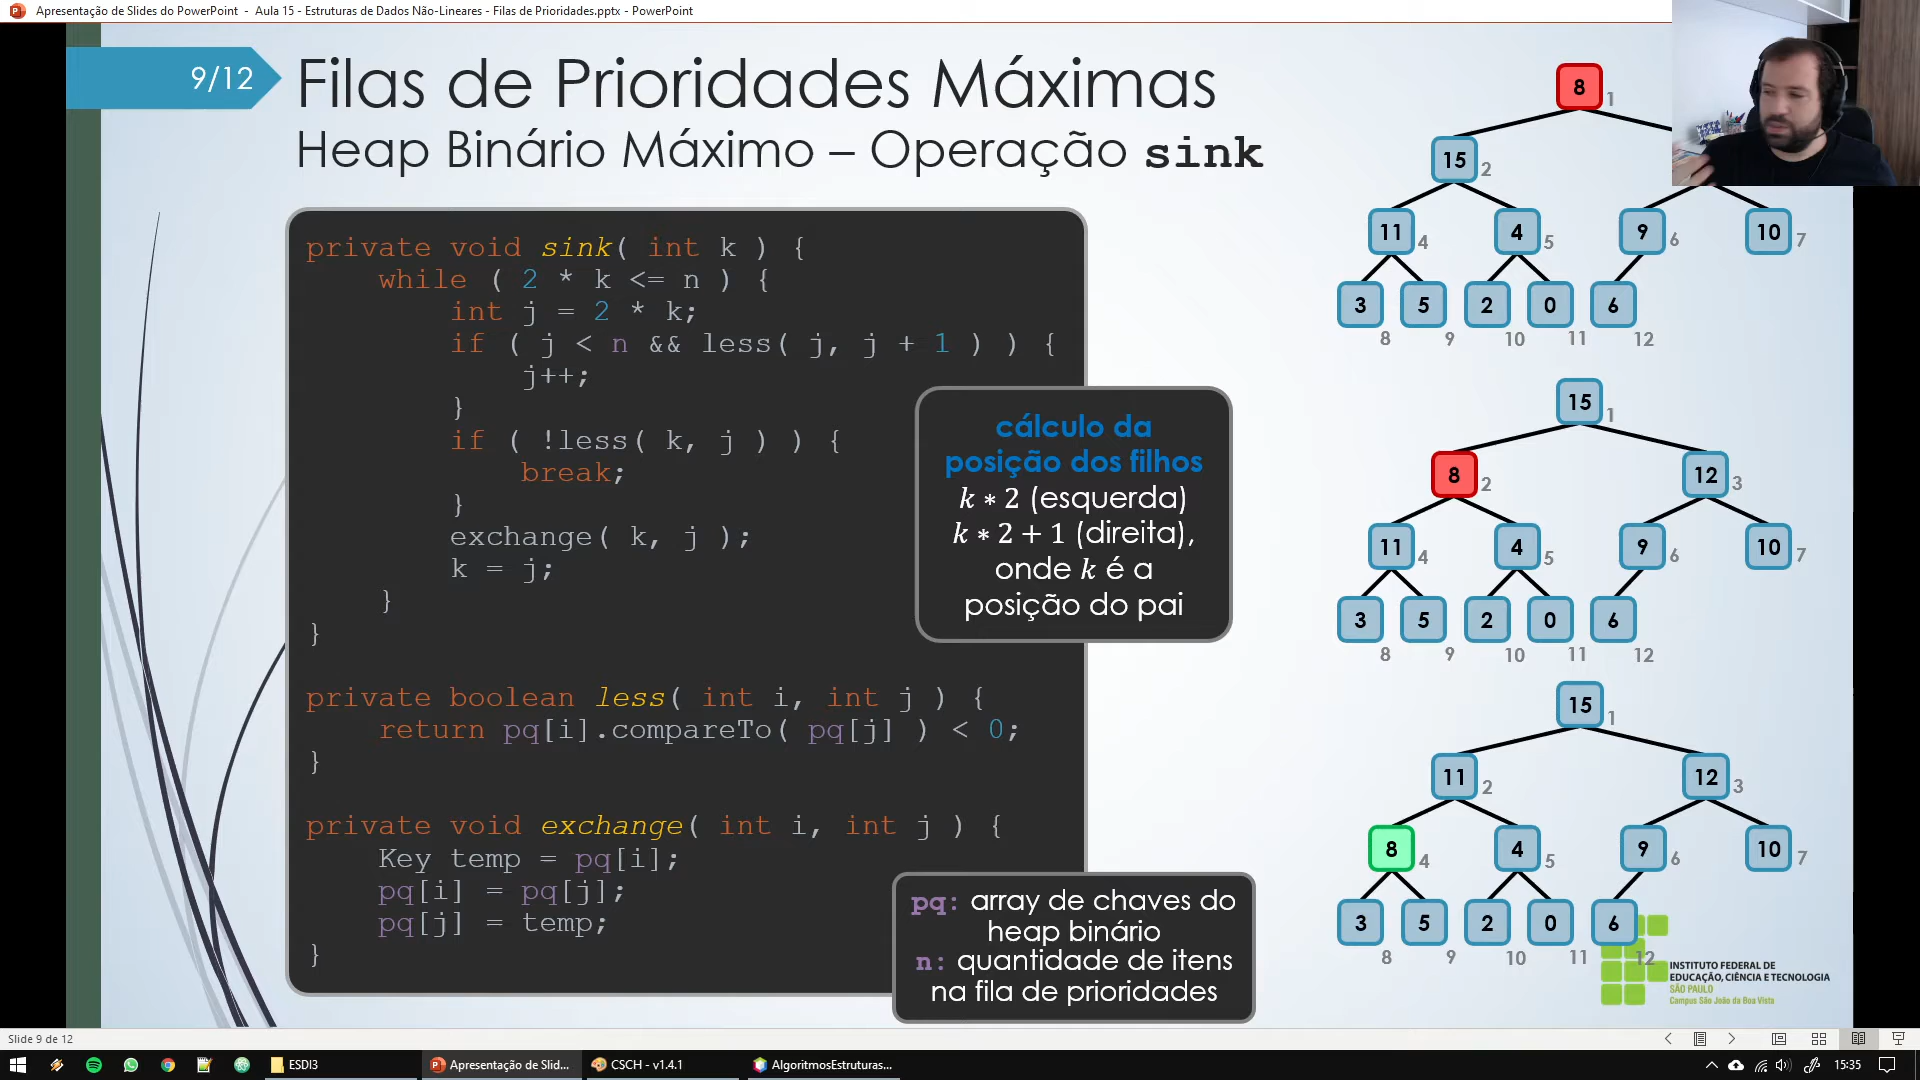 Apresentação de Slides do PowerPoint - Aula 15 - Estruturas de Dados Não-Lineares - Filas de Prioridades.pptx - PowerPoint
9/12
Filas de Prioridades Máximas
Heap Binário Máximo – Operação sink
private void sink( int k ) {
while ( 2 * k <= n ) {
int j = 2 * k;
if ( j < n && less( j, j + 1 ) ) {
j++;
}
if ( !less( k, j ) ) {
break;
}
exchange( k, j );
k = j;
}
}
private boolean less( int i, int j ) {
return pq[i].compareTo( pq[j] ) < 0;
}
private void exchange( int i, int j ) {
Key temp = pq[i];
pq[i] = pq[j];
pq[j] = temp;
}
cálculo da
posição dos filhos
k ∗ 2 (esquerda)
k ∗ 2 + 1 (direita),
onde k é a
posição do pai
pq: array de chaves do
heap binário
n: quantidade de itens
na fila de prioridades
8 1
15 2
11 4 4 5 9 6 10 7
3 5 2 0 6
8 9 10 11 12
15 1
8 2 12 3
11 4 4 5 9 6 10 7
3 5 2 0 6
8 9 10 11 12
15 1
11 2 12 3
8 4 4 5 9 6 10 7
3 5 2 0 6
8 9 10 11 12
INSTITUTO FEDERAL DE
EDUCAÇÃO, CIÊNCIA E TECNOLOGIA
SÃO PAULO
Campus São João da Boa Vista
Slide 9 de 12
ESDI3
Apresentação de Slid...
CSCH - v1.4.1
AlgoritmosEstruturas...
15:35